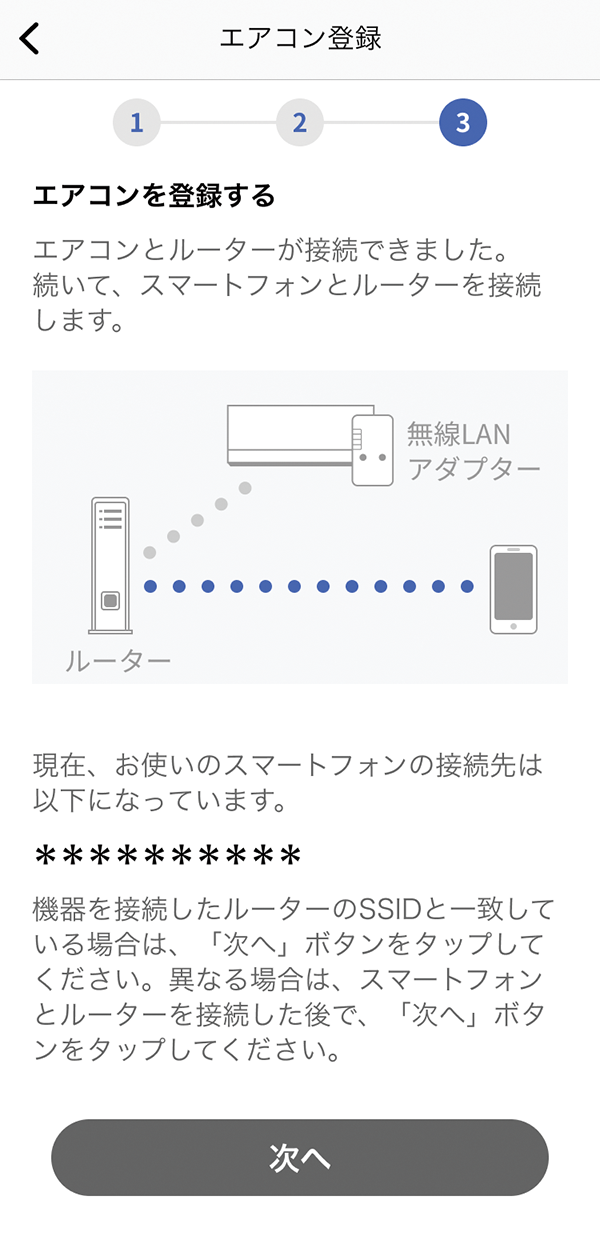 エアコン登録
1 2 3
エアコンを登録する
エアコンとルーターが接続できました。
続いて、スマートフォンとルーターを接続
します。
無線LAN
アダプター
ルーター
現在、お使いのスマートフォンの接続先は
以下になっています。
**********
機器を接続したルーターのSSIDと一致して
いる場合は、「次へ」ボタンをタップして
ください。異なる場合は、スマートフォン
とルーターを接続した後で、「次へ」ボタ
ンをタップしてください。
次へ